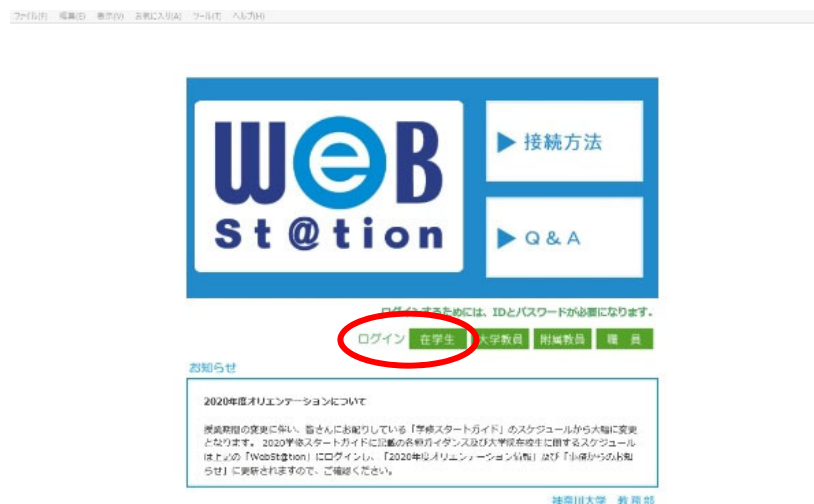 ファイル(F) 編集(E) 表示(V) お気に入り(A) ツール(T) ヘルプ(H)
WeB
St@tion
▶ 接続方法
▶ Q & A
ログインするためには、IDとパスワードが必要になります。
ログイン 在学生 大学教員 附属教員 職 員
お知らせ
2020年度オリエンテーションについて
授業期間の変更に伴い、皆さんにお配りしている「学修スタートガイド」のスケジュールから大幅に変更
となります。 2020学修スタートガイドに記載の各種ガイダンス及び大学院在校生に関するスケジュール
は上記の「WebSt@tion」にログインし、「2020年度オリエンテーション情報」及び「事務からのお知
らせ」に更新されますので、ご確認ください。
神奈川大学 教務部